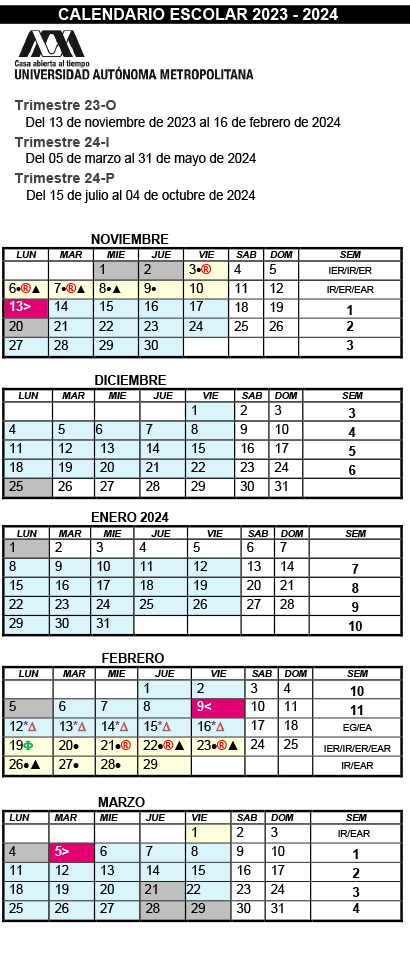 CALENDARIO ESCOLAR 2023 - 2024
Casa abierta al tiempo
UNIVERSIDAD AUTÓNOMA METROPOLITANA
Trimestre 23-O
Del 13 de noviembre de 2023 al 16 de febrero de 2024
Trimestre 24-I
Del 05 de marzo al 31 de mayo de 2024
Trimestre 24-P
Del 15 de julio al 04 de octubre de 2024
NOVIEMBRE
LUN MAR MIE JUE VIE SAB DOM SEM
1 2 3•® 4 5 IER/IR/ER
6•®▲ 7•®▲ 8•▲ 9• 10 11 12 IR/ER/EAR
13> 14 15 16 17 18 19 1
20 21 22 23 24 25 26 2
27 28 29 30 3
DICIEMBRE
LUN MAR MIE JUE VIE SAB DOM SEM
1 2 3 3
4 5 6 7 8 9 10 4
11 12 13 14 15 16 17 5
18 19 20 21 22 23 24 6
25 26 27 28 29 30 31
ENERO 2024
LUN MAR MIE JUE VIE SAB DOM SEM
1 2 3 4 5 6 7
8 9 10 11 12 13 14 7
15 16 17 18 19 20 21 8
22 23 24 25 26 27 28 9
29 30 31 10
FEBRERO
LUN MAR MIE JUE VIE SAB DOM SEM
1 2 3 4 10
5 6 7 8 9< 10 11 11
12*Δ 13*Δ 14*Δ 15*Δ 16*Δ 17 18 EG/EA
19Φ 20• 21•® 22•®▲ 23•®▲ 24 25 IER/IR/ER/EAR
26•▲ 27• 28• 29 IR/EAR
MARZO
LUN MAR MIE JUE VIE SAB DOM SEM
1 2 3 IR/EAR
4 5> 6 7 8 9 10 1
11 12 13 14 15 16 17 2
18 19 20 21 22 23 24 3
25 26 27 28 29 30 31 4